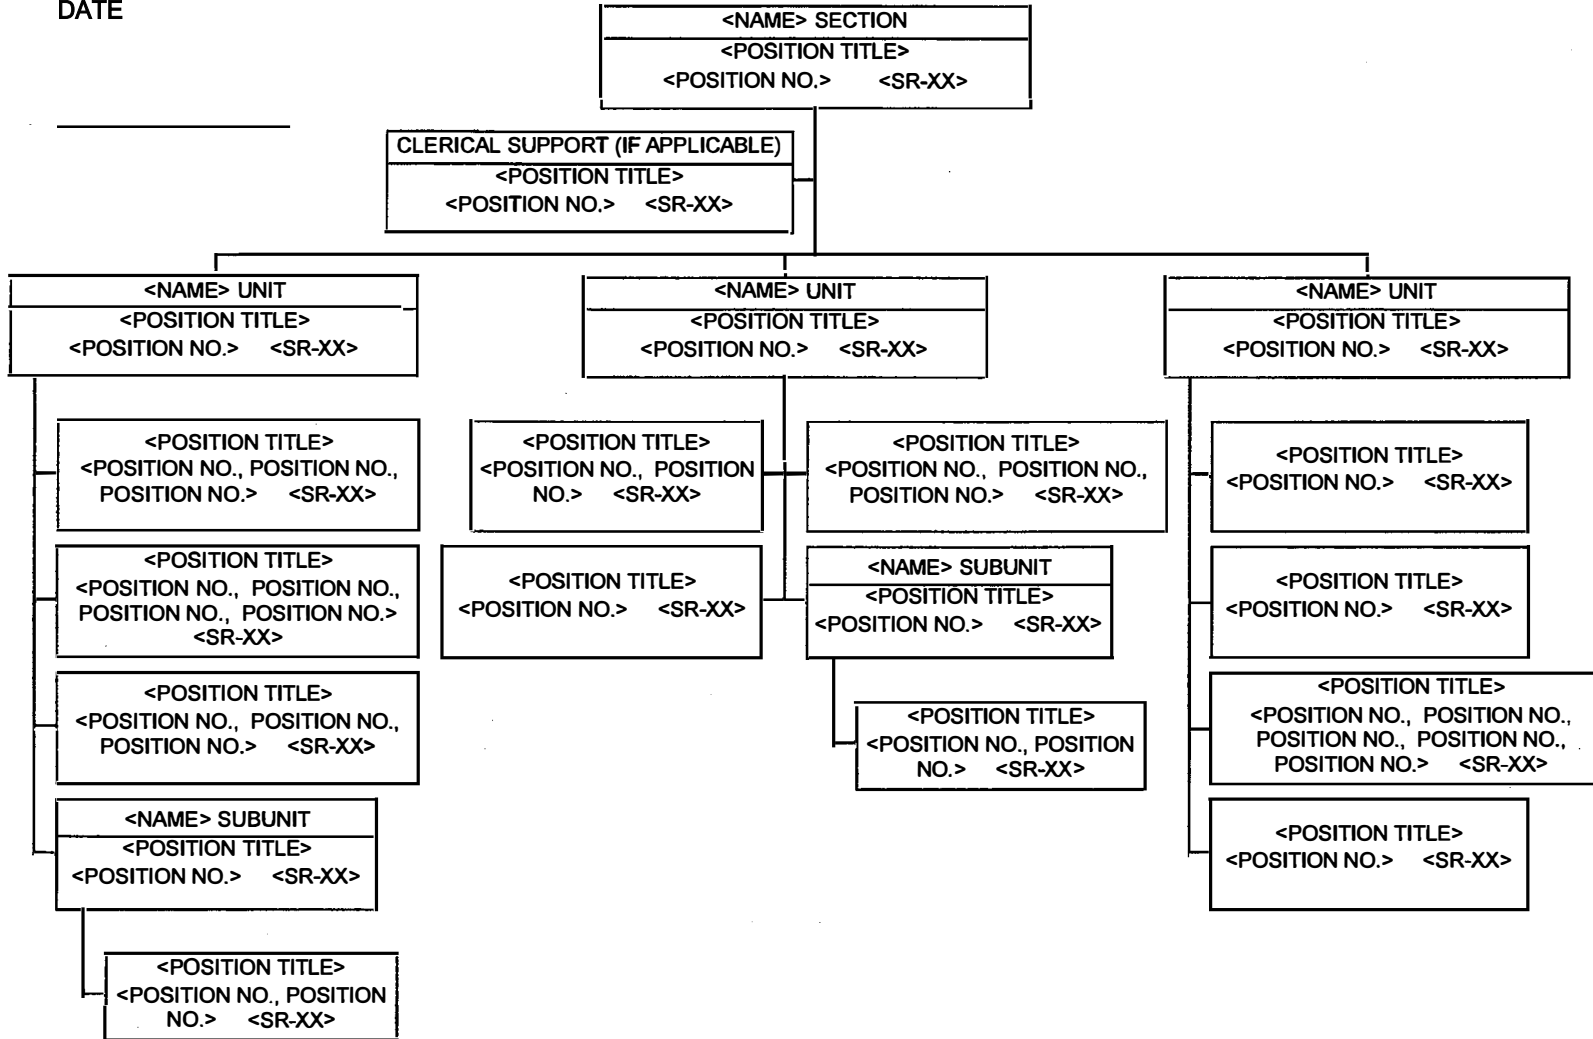 DATE
<NAME> SECTION
<POSITION TITLE>
<POSITION NO.> <SR-XX>
CLERICAL SUPPORT (IF APPLICABLE)
<POSITION TITLE>
<POSITION NO.> <SR-XX>
<NAME> UNIT
<POSITION TITLE>
<POSITION NO.> <SR-XX>
<POSITION TITLE>
<POSITION NO., POSITION NO.,
POSITION NO.> <SR-XX>
<POSITION TITLE>
<POSITION NO., POSITION NO.,
POSITION NO., POSITION NO.>
<SR-XX>
<POSITION TITLE>
<POSITION NO., POSITION NO.,
POSITION NO.> <SR-XX>
<NAME> SUBUNIT
<POSITION TITLE>
<POSITION NO.> <SR-XX>
<POSITION TITLE>
<POSITION NO., POSITION
NO.> <SR-XX>
<NAME> UNIT
<POSITION TITLE>
<POSITION NO.> <SR-XX>
<POSITION TITLE>
<POSITION NO., POSITION
NO.> <SR-XX>
<POSITION TITLE>
<POSITION NO., POSITION NO.,
POSITION NO.> <SR-XX>
<POSITION TITLE>
<POSITION NO.> <SR-XX>
<NAME> SUBUNIT
<POSITION TITLE>
<POSITION NO.> <SR-XX>
<POSITION TITLE>
<POSITION NO., POSITION
NO.> <SR-XX>
<NAME> UNIT
<POSITION TITLE>
<POSITION NO.> <SR-XX>
<POSITION TITLE>
<POSITION NO.> <SR-XX>
<POSITION TITLE>
<POSITION NO.> <SR-XX>
<POSITION TITLE>
<POSITION NO., POSITION NO.,
POSITION NO., POSITION NO.,
POSITION NO.> <SR-XX>
<POSITION TITLE>
<POSITION NO.> <SR-XX>